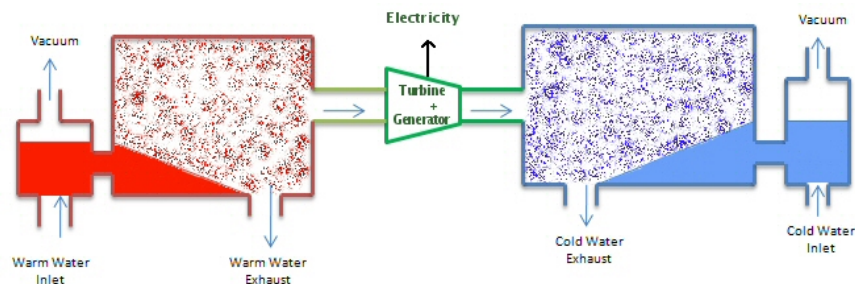 Electricity
Vacuum
Vacuum
Turbine
+
Generator
Warm Water
Inlet
Warm Water
Exhaust
Cold Water
Exhaust
Cold Water
Inlet